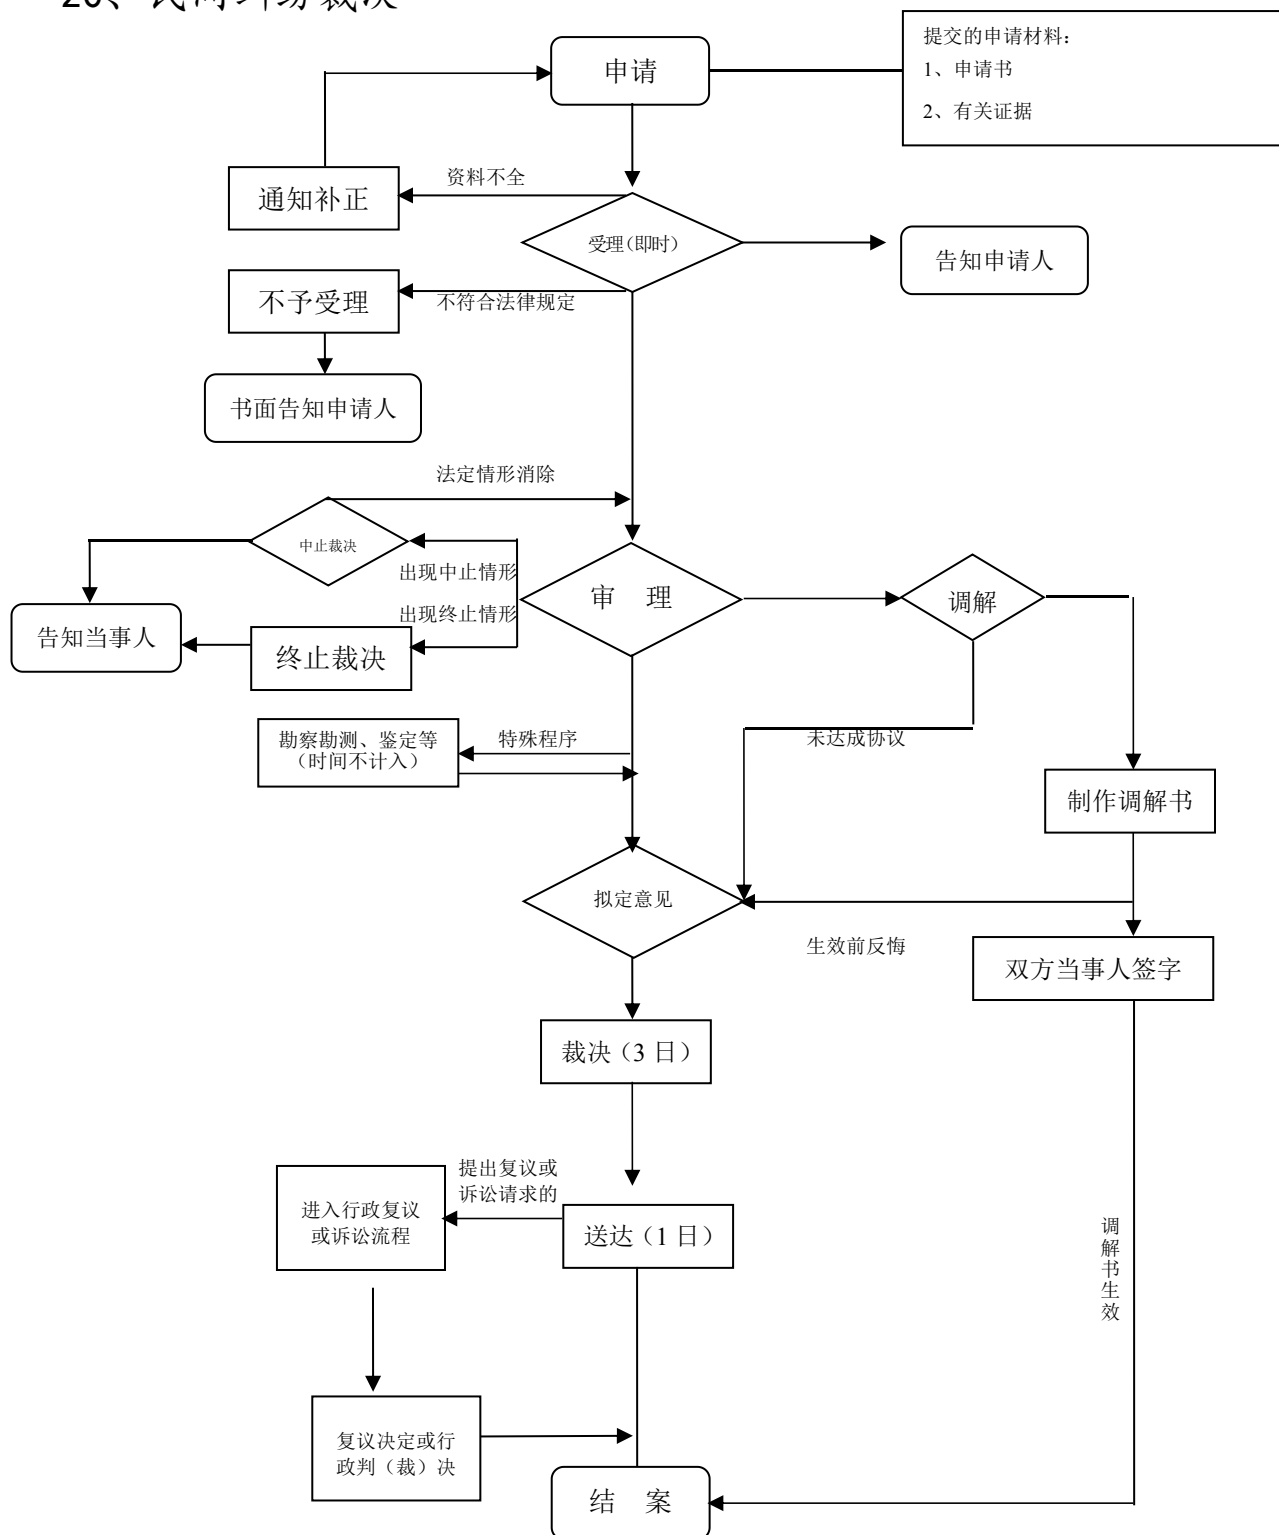 20、民间纠纷裁决
提交的申请材料：
1、申请书
2、有关证据
申请
资料不全
通知补正
受理（即时）
告知申请人
不予受理
不符合法律规定
书面告知申请人
法定情形消除
中止裁决
出现中止情形
审 理
调解
出现终止情形
告知当事人
终止裁决
勘察勘测、鉴定等
（时间不计入）
特殊程序
未达成协议
制作调解书
拟定意见
生效前反悔
双方当事人签字
裁决（3 日）
提出复议或
诉讼请求的
进入行政复议
或诉讼流程
送达（1 日）
调解书生效
复议决定或行
政判（裁）决
结 案